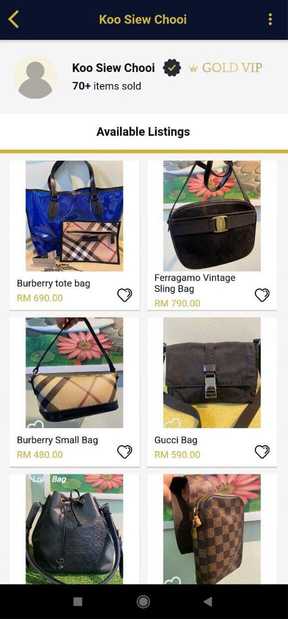 Koo Siew Chooi
Koo Siew Chooi GOLD VIP
70+ items sold
Available Listings
Burberry tote bag
RM 690.00
Ferragamo Vintage
Sling Bag
RM 790.00
Burberry Small Bag
RM 480.00
Gucci Bag
RM 590.00
Bag